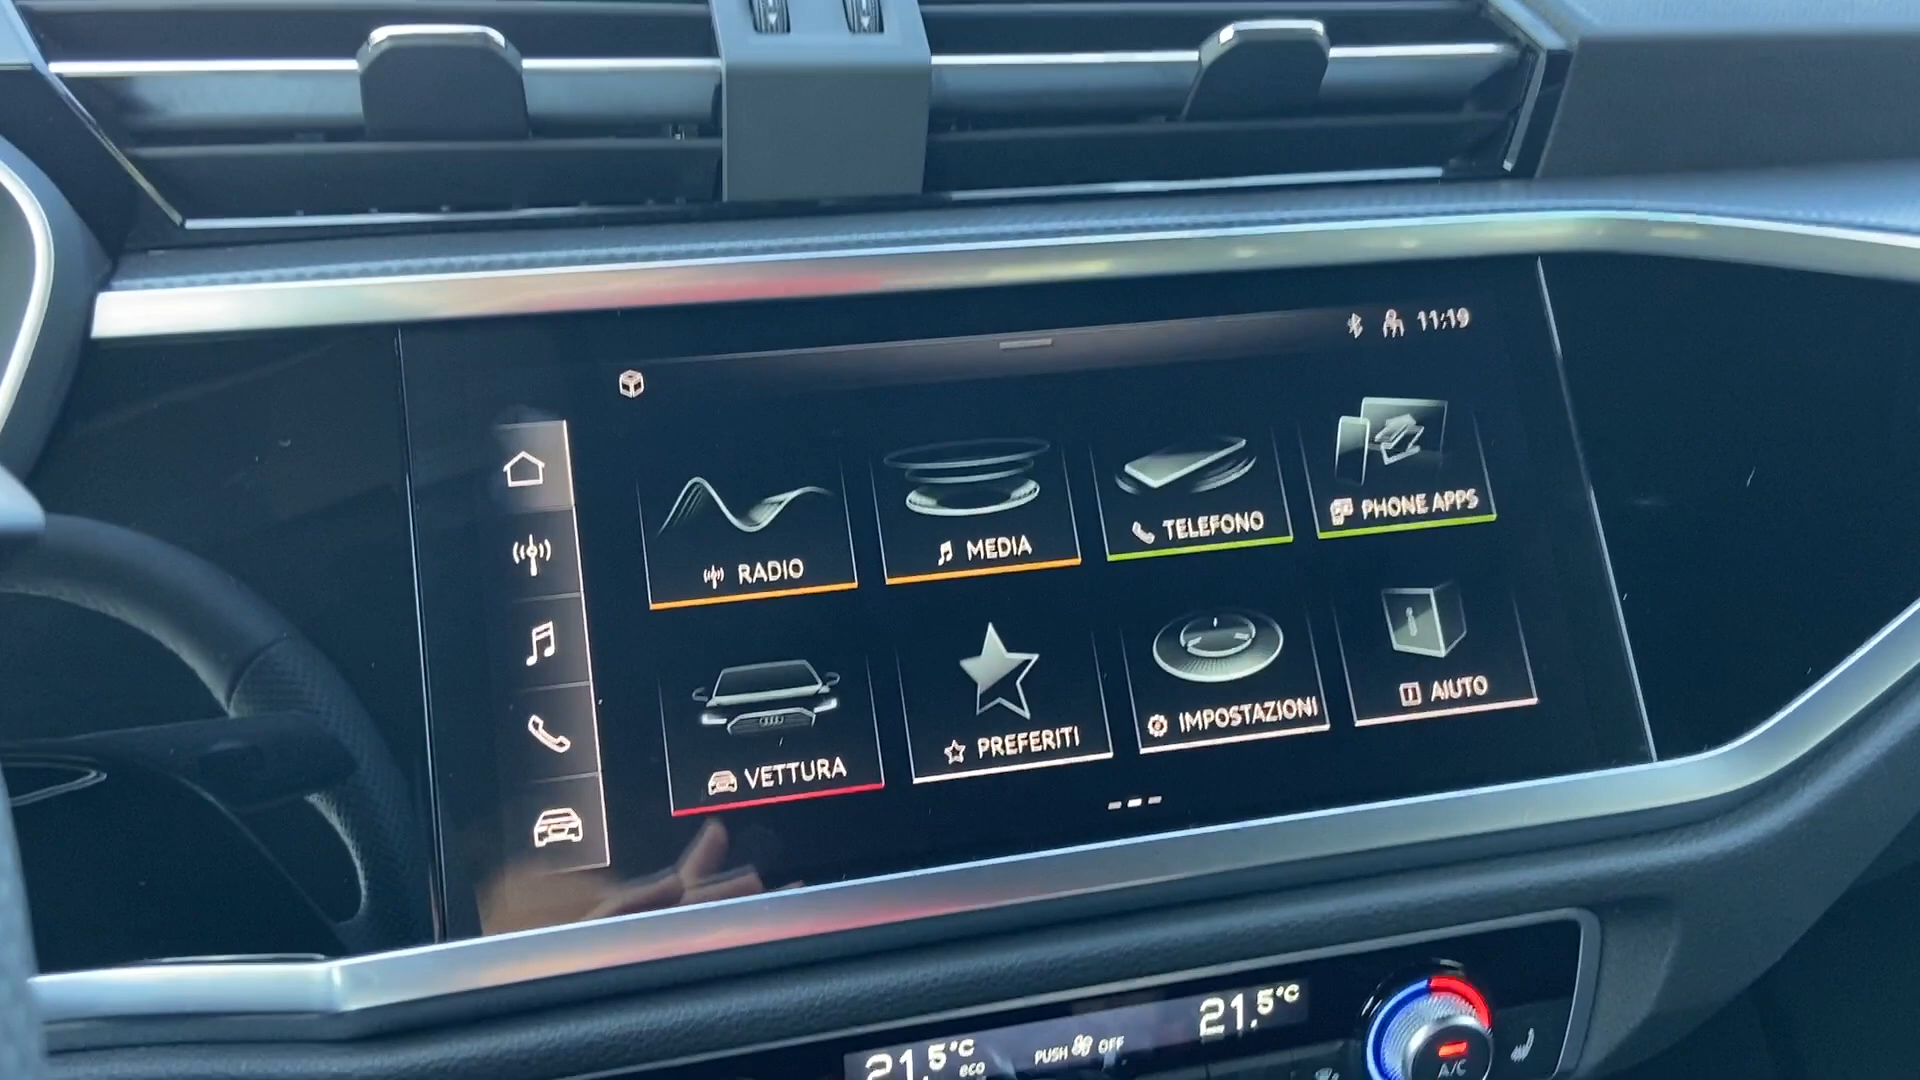 11:19
RADIO
MEDIA
TELEFONO
PHONE APPS
VETTURA
PREFERITI
IMPOSTAZIONI
AIUTO
21.5°C
eco
PUSH OFF
21.5°C
A/C